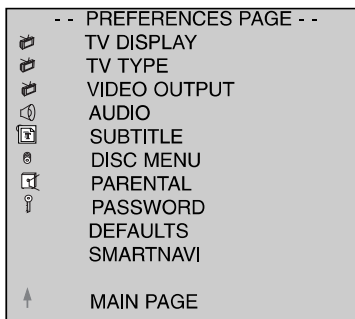 - - PREFERENCES PAGE - -
TV DISPLAY
TV TYPE
VIDEO OUTPUT
AUDIO
SUBTITLE
DISC MENU
PARENTAL
PASSWORD
DEFAULTS
SMARTNAVI
MAIN PAGE